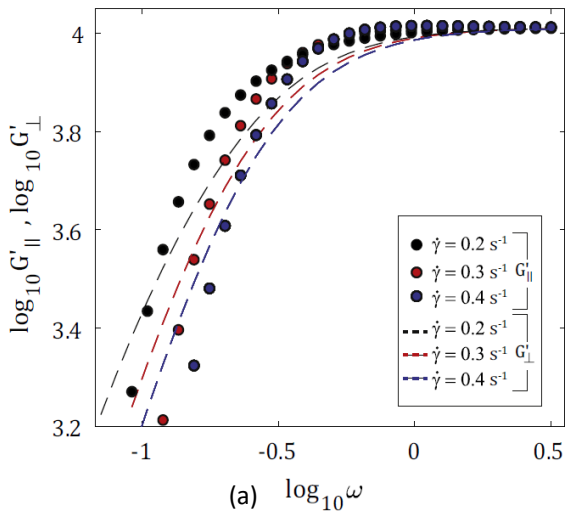 log₁₀G′∥ , log₁₀G′⊥
4
3.8
3.6
3.4
3.2
γ̇ = 0.2 s⁻¹
γ̇ = 0.3 s⁻¹ G′∥
γ̇ = 0.4 s⁻¹
γ̇ = 0.2 s⁻¹
γ̇ = 0.3 s⁻¹ G′⊥
γ̇ = 0.4 s⁻¹
-1 -0.5 0 0.5
(a) log₁₀ω